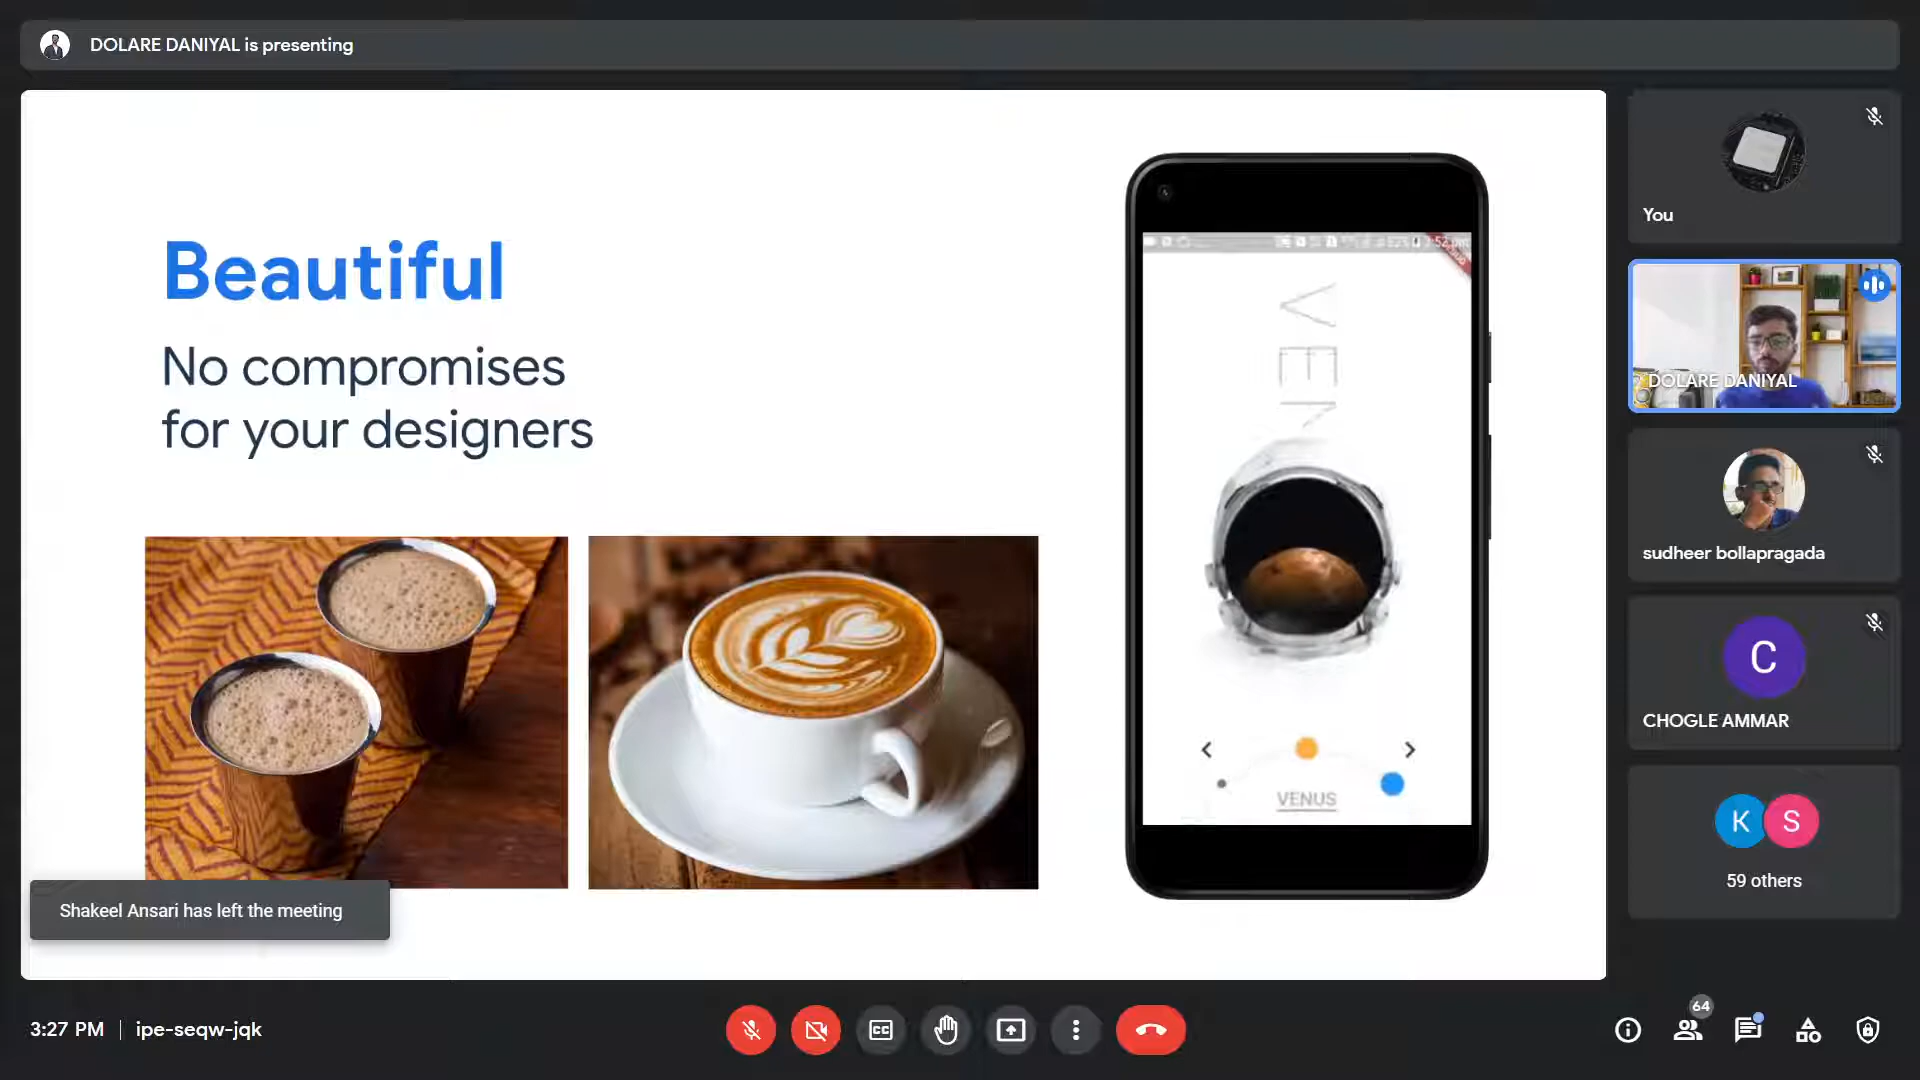 DOLARE DANIYAL is presenting
Beautiful
No compromises
for your designers
VEN
VENUS
Shakeel Ansari has left the meeting
You
DOLARE DANIYAL
sudheer bollapragada
C
CHOGLE AMMAR
K
S
59 others
3:27 PM
ipe-seqw-jqk
CC
64